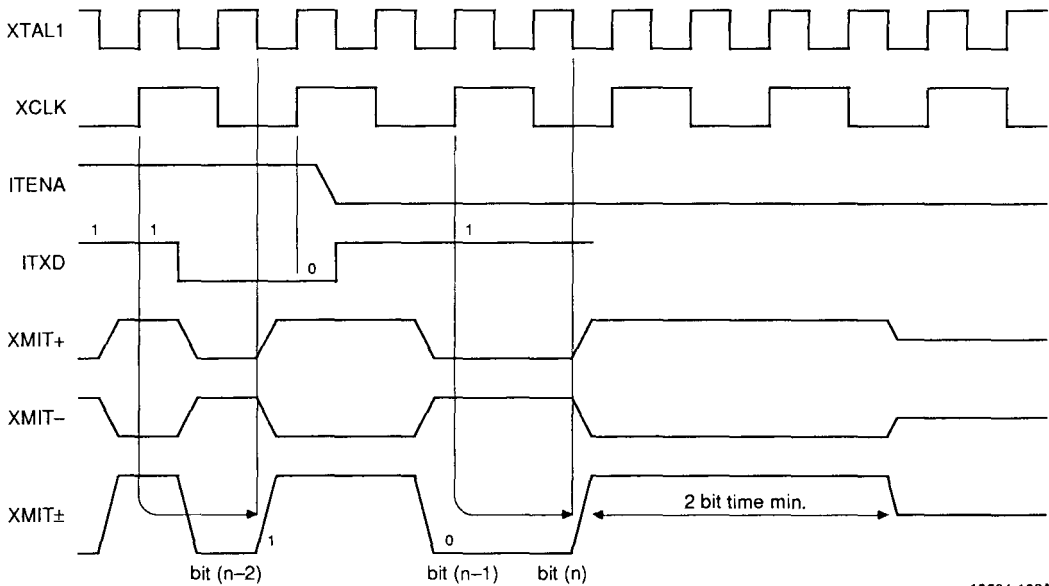 XTAL1
XCLK
ITENA
1 1 1
ITXD
0
XMIT+
XMIT–
XMIT±
2 bit time min.
1 0
bit (n–2) bit (n–1) bit (n)